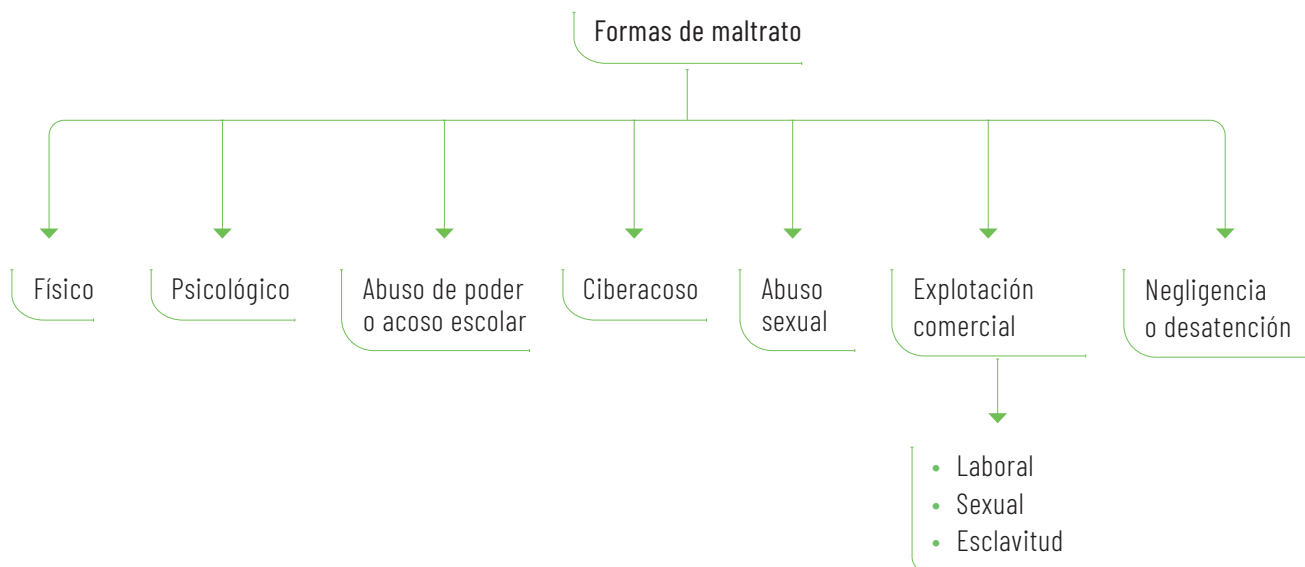 Formas de maltrato
Físico
Psicológico
Abuso de poder
o acoso escolar
Ciberacoso
Abuso
sexual
Explotación
comercial
Negligencia
o desatención
• Laboral
• Sexual
• Esclavitud